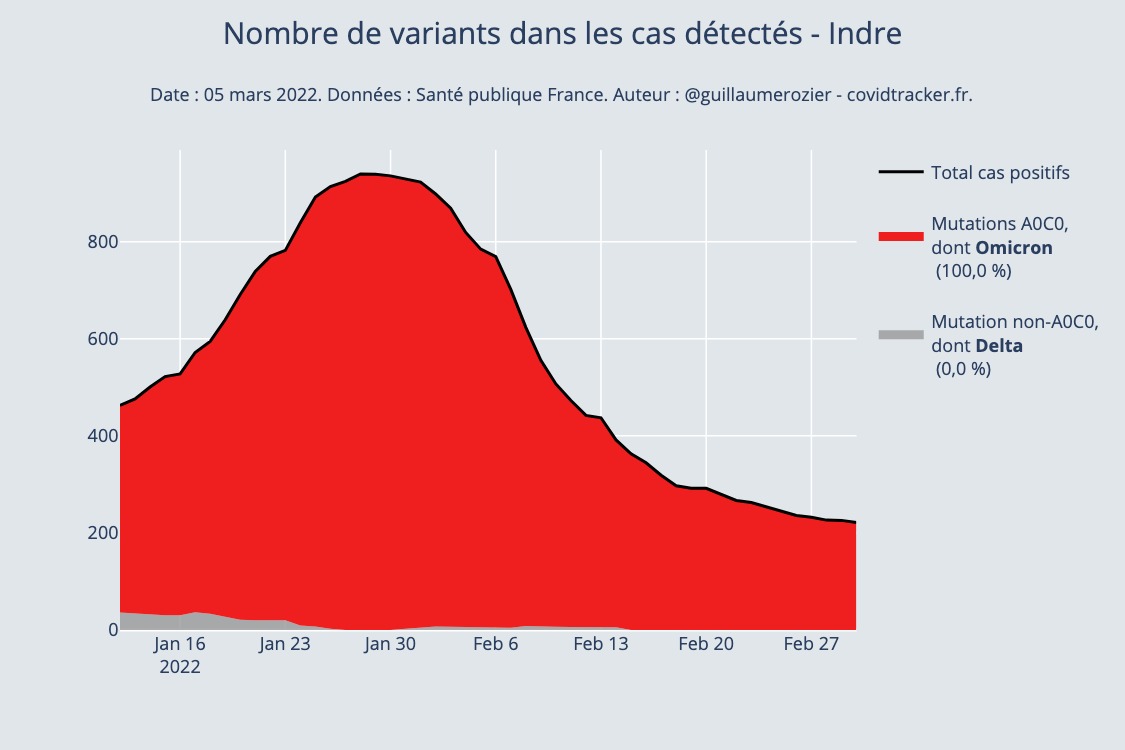 Nombre de variants dans les cas détectés - Indre
Date : 05 mars 2022. Données : Santé publique France. Auteur : @guillaumerozier - covidtracker.fr.
Total cas positifs
Mutations A0C0,
dont Omicron
(100,0 %)
Mutation non-A0C0,
dont Delta
(0,0 %)
800
600
400
200
0
Jan 16
2022
Jan 23
Jan 30
Feb 6
Feb 13
Feb 20
Feb 27